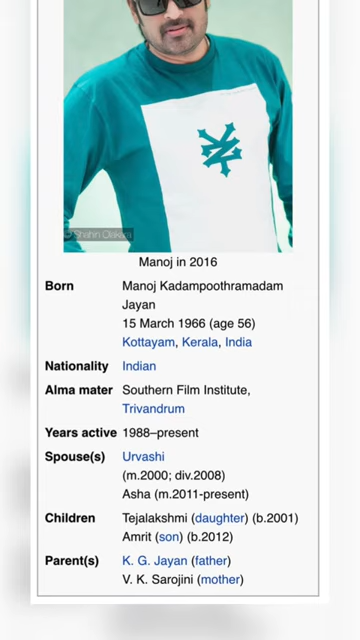 Shahin Olakara
Manoj in 2016
Born Manoj Kadampoothramadam
Jayan
15 March 1966 (age 56)
Kottayam, Kerala, India
Nationality Indian
Alma mater Southern Film Institute,
Trivandrum
Years active 1988–present
Spouse(s) Urvashi
(m.2000; div.2008)
Asha (m.2011-present)
Children Tejalakshmi (daughter) (b.2001)
Amrit (son) (b.2012)
Parent(s) K. G. Jayan (father)
V. K. Sarojini (mother)